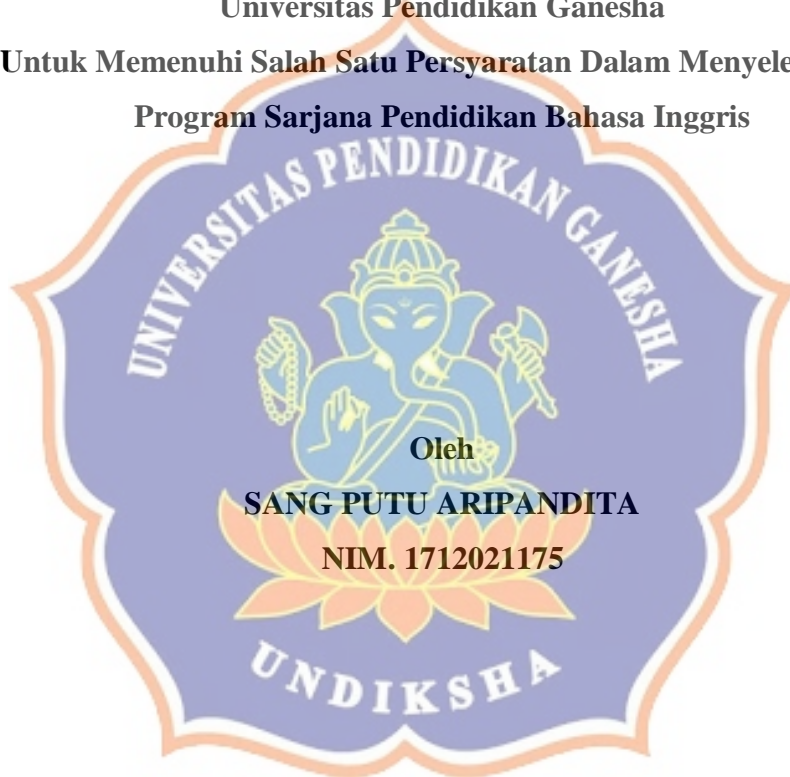 Universitas Pendidikan Ganesha
Untuk Memenuhi Salah Satu Persyaratan Dalam
Program Sarjana Pendidikan Bahasa Inggris
UNIVERSITAS PENDIDIKAN GANESHA
Oleh
SANG PUTU ARIPANDITA
NIM. 1712021175
UNDIKSHA